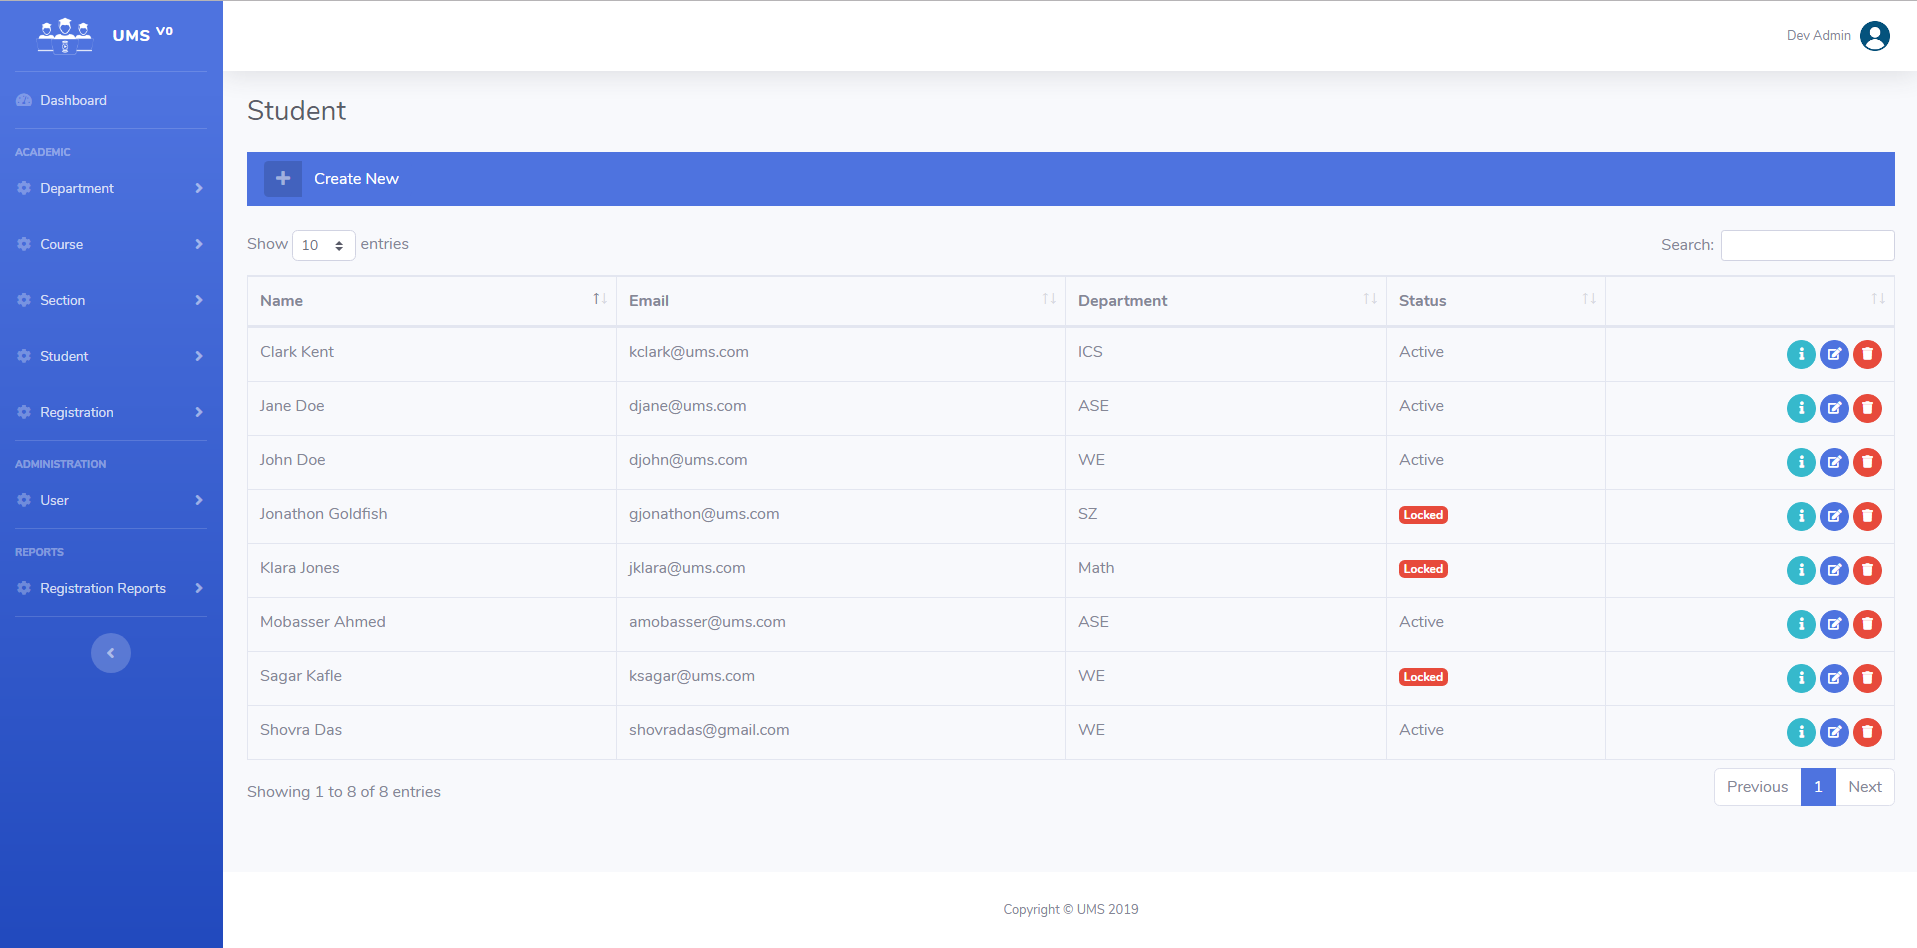 UMS V0
Dev Admin
Dashboard
ACADEMIC
Department
Course
Section
Student
Registration
ADMINISTRATION
User
REPORTS
Registration Reports
Student
Create New
Show 10 entries
Search:
Name Email Department Status
Clark Kent kclark@ums.com ICS Active
Jane Doe djane@ums.com ASE Active
John Doe djohn@ums.com WE Active
Jonathon Goldfish gjonathon@ums.com SZ Locked
Klara Jones jklara@ums.com Math Locked
Mobasser Ahmed amobasser@ums.com ASE Active
Sagar Kafle ksagar@ums.com WE Locked
Shovra Das shovradas@gmail.com WE Active
Showing 1 to 8 of 8 entries
Previous 1 Next
Copyright © UMS 2019